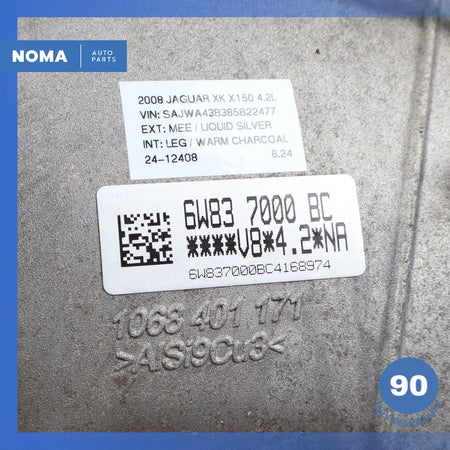 NOMA
AUTO
PARTS
2008 JAGUAR XK X150 4.2L
VIN: SAJWA43B385B22477
EXT: MEE / LIQUID SILVER
INT: LEG / WARM CHARCOAL
24-12408 6.24
6W83 7000 BC
****V8*4.2*NA
6W837000BC4168974
1068 401 171
>AlSi9Cu3<
90